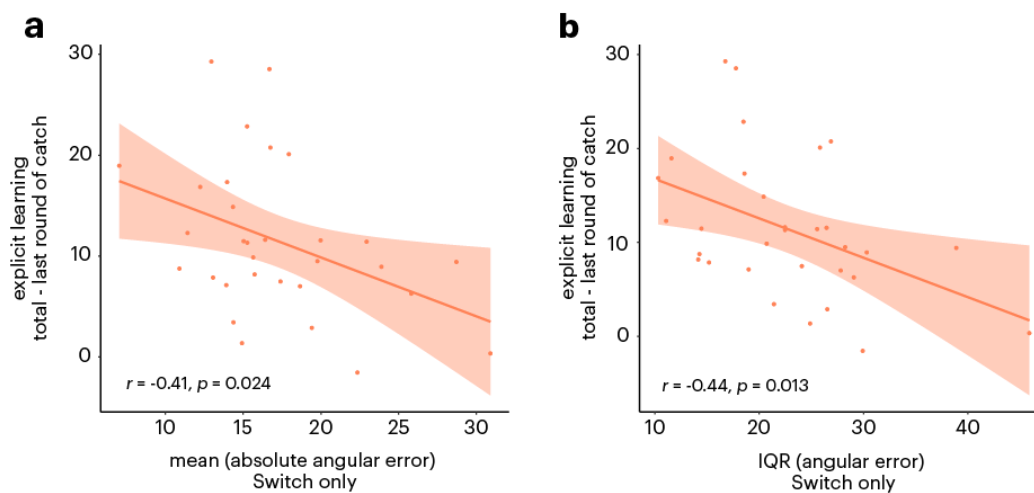 a
explicit learning
total - last round of catch
30
20
10
0
r = -0.41, p = 0.024
10 15 20 25 30
mean (absolute angular error)
Switch only
b
explicit learning
total - last round of catch
30
20
10
0
r = -0.44, p = 0.013
10 20 30 40
IQR (angular error)
Switch only